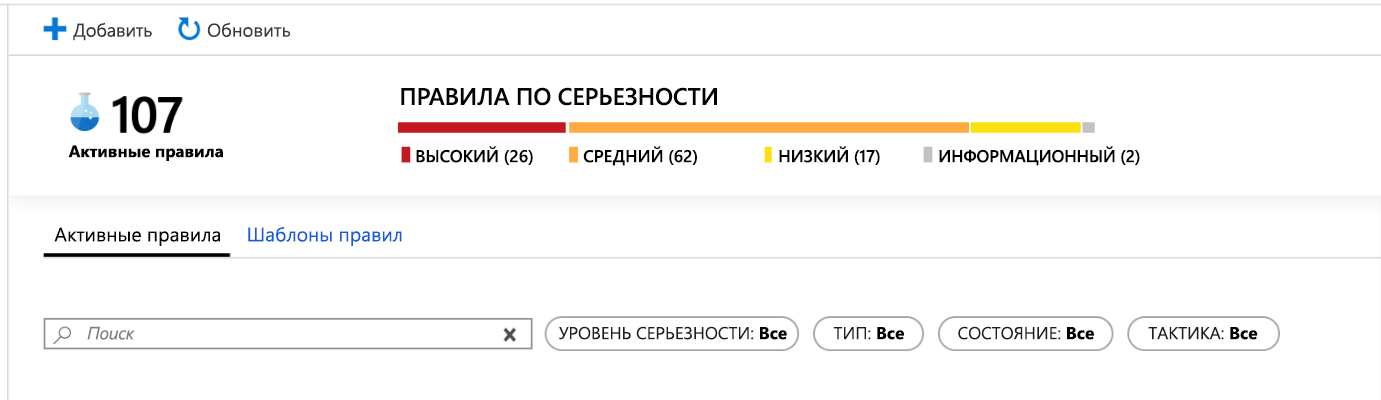 Добавить Обновить
107
Активные правила
ПРАВИЛА ПО СЕРЬЕЗНОСТИ
ВЫСОКИЙ (26) СРЕДНИЙ (62) НИЗКИЙ (17) ИНФОРМАЦИОННЫЙ (2)
Активные правила Шаблоны правил
Поиск УРОВЕНЬ СЕРЬЕЗНОСТИ: Все ТИП: Все СОСТОЯНИЕ: Все ТАКТИКА: Все